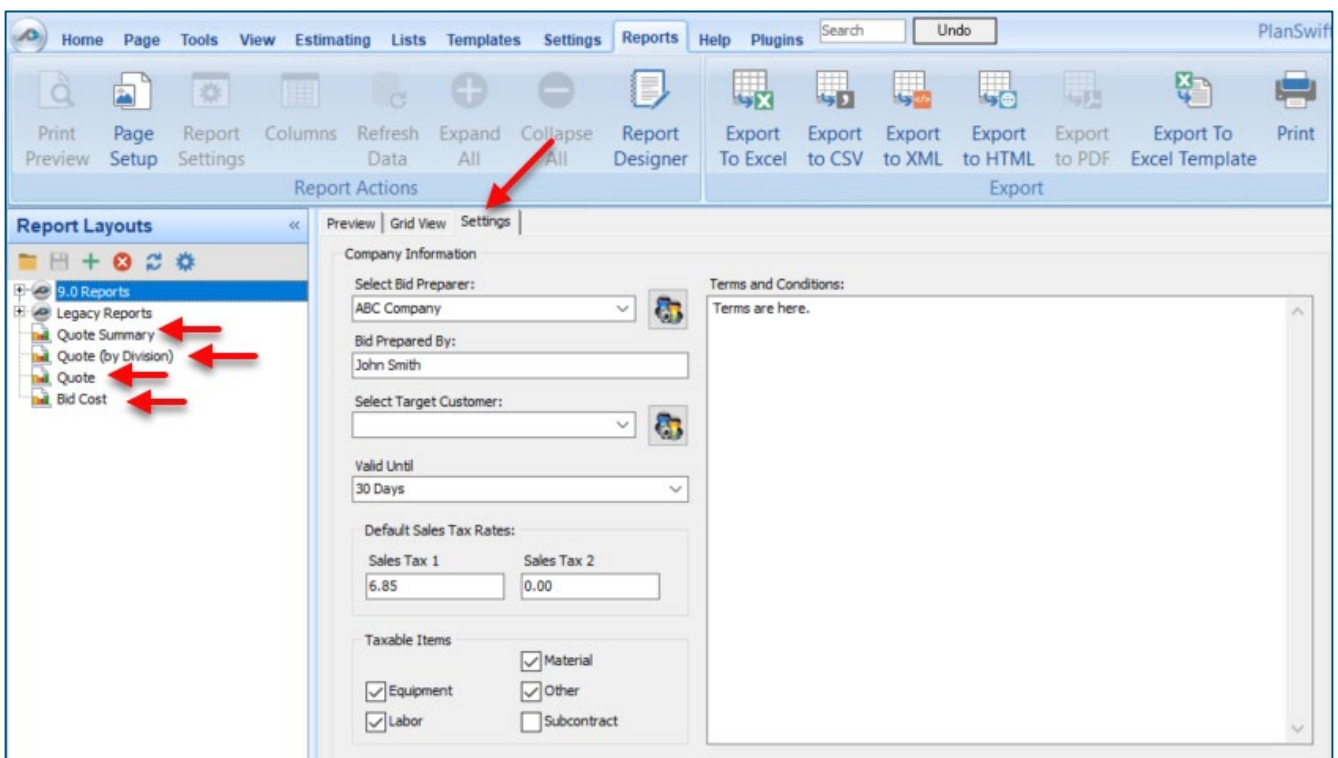 Home Page Tools View Estimating Lists Templates Settings Reports Help Plugins Search Undo PlanSwift
Print Preview
Page Setup
Report Settings
Columns
Refresh Data
Expand All
Collapse All
Report Designer
Export To Excel
Export to CSV
Export to XML
Export to HTML
Export to PDF
Export To Excel Template
Print
Report Actions
Export
Report Layouts «
9.0 Reports
Legacy Reports
Quote Summary
Quote (by Division)
Quote
Bid Cost
Preview Grid View Settings
Company Information
Select Bid Preparer:
ABC Company
Bid Prepared By:
John Smith
Select Target Customer:
Valid Until
30 Days
Default Sales Tax Rates:
Sales Tax 1 Sales Tax 2
6.85 0.00
Taxable Items
Material
Equipment Other
Labor Subcontract
Terms and Conditions:
Terms are here.